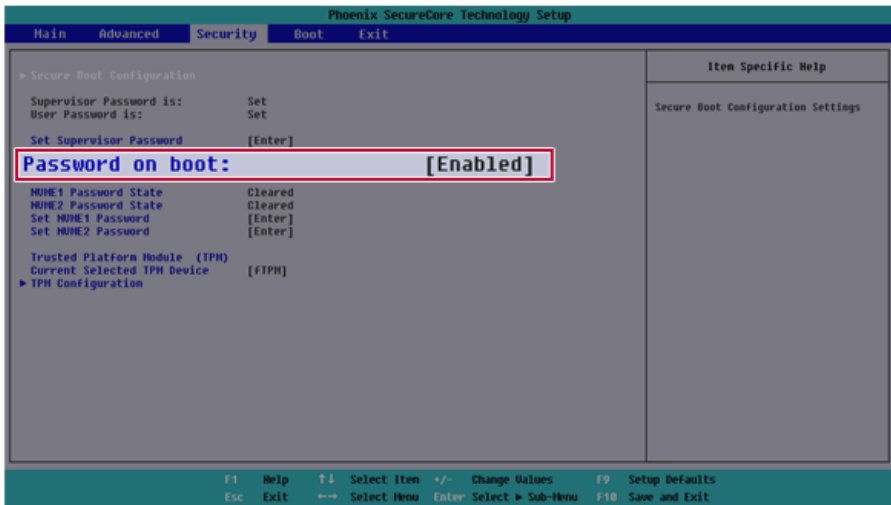 Phoenix SecureCore Technology Setup
Main Advanced Security Boot Exit
▶ Secure Boot Configuration
Item Specific Help
Supervisor Password is: Set
User Password is: Set
Secure Boot Configuration Settings
Set Supervisor Password [Enter]
Password on boot: [Enabled]
NVME1 Password State Cleared
NVME2 Password State Cleared
Set NVME1 Password [Enter]
Set NVME2 Password [Enter]
Trusted Platform Module (TPM)
Current Selected TPM Device [fTPM]
▶ TPM Configuration
F1 Help ↑↓ Select Item +/- Change Values F9 Setup Defaults
Esc Exit ←→ Select Menu Enter Select ▶ Sub-Menu F10 Save and Exit